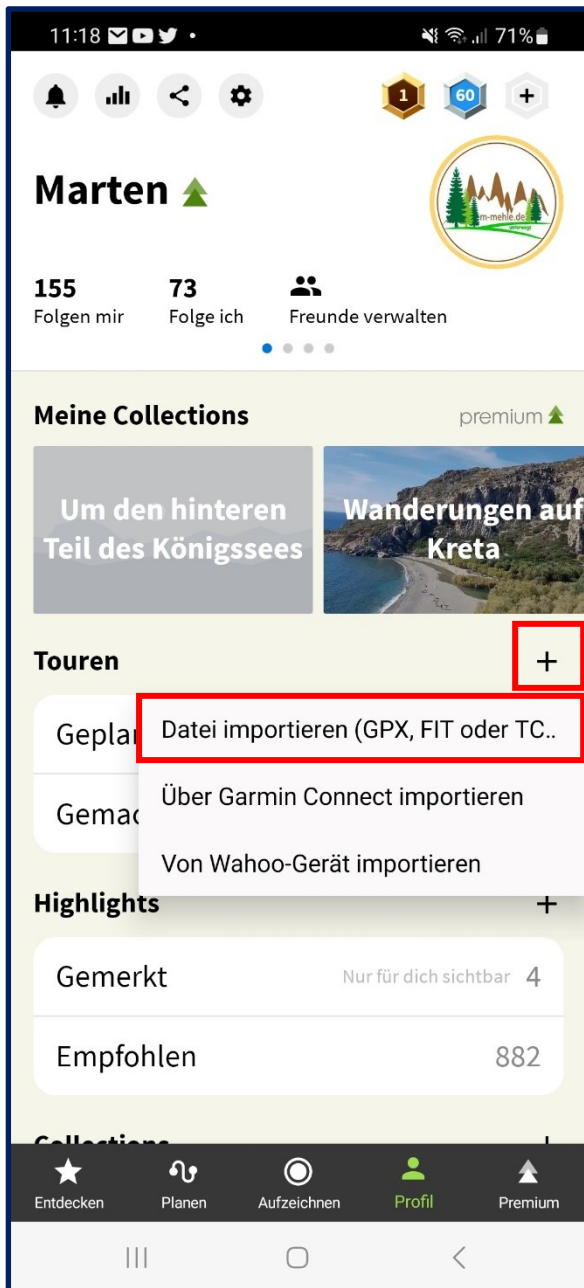 11:18 71%
1 60 +
Marten
m-mehle.de
unterwegs
155 73
Folgen mir Folge ich Freunde verwalten
Meine Collections premium
Um den hinteren Teil des Königssees
Wanderungen auf Kreta
Touren +
Gepla
Datei importieren (GPX, FIT oder TC..
Gemac
Über Garmin Connect importieren
Von Wahoo-Gerät importieren
Highlights +
Gemerkt Nur für dich sichtbar 4
Empfohlen 882
Collections +
Entdecken Planen Aufzeichnen Profil Premium